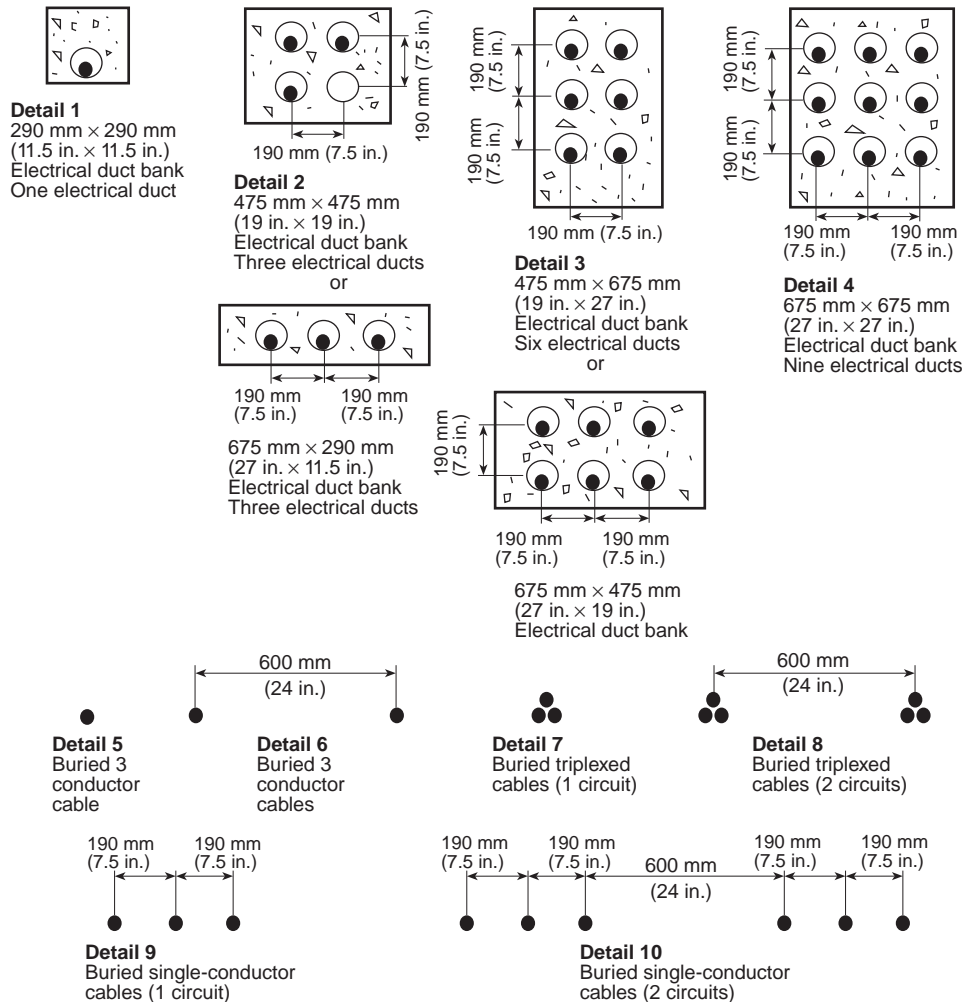 Detail 1
290 mm × 290 mm
(11.5 in. × 11.5 in.)
Electrical duct bank
One electrical duct
190 mm (7.5 in.)
190 mm (7.5 in.)
Detail 2
475 mm × 475 mm
(19 in. × 19 in.)
Electrical duct bank
Three electrical ducts
or
190 mm
(7.5 in.)
190 mm
(7.5 in.)
675 mm × 290 mm
(27 in. × 11.5 in.)
Electrical duct bank
Three electrical ducts
190 mm
(7.5 in.)
190 mm
(7.5 in.)
190 mm (7.5 in.)
Detail 3
475 mm × 675 mm
(19 in. × 27 in.)
Electrical duct bank
Six electrical ducts
or
190 mm
(7.5 in.)
190 mm
(7.5 in.)
190 mm
(7.5 in.)
675 mm × 475 mm
(27 in. × 19 in.)
Electrical duct bank
190 mm
(7.5 in.)
190 mm
(7.5 in.)
190 mm
(7.5 in.)
190 mm
(7.5 in.)
Detail 4
675 mm × 675 mm
(27 in. × 27 in.)
Electrical duct bank
Nine electrical ducts
Detail 5
Buried 3
conductor
cable
600 mm
(24 in.)
Detail 6
Buried 3
conductor
cables
Detail 7
Buried triplexed
cables (1 circuit)
600 mm
(24 in.)
Detail 8
Buried triplexed
cables (2 circuits)
190 mm
(7.5 in.)
190 mm
(7.5 in.)
Detail 9
Buried single-conductor
cables (1 circuit)
190 mm
(7.5 in.)
190 mm
(7.5 in.)
600 mm
(24 in.)
190 mm
(7.5 in.)
190 mm
(7.5 in.)
Detail 10
Buried single-conductor
cables (2 circuits)